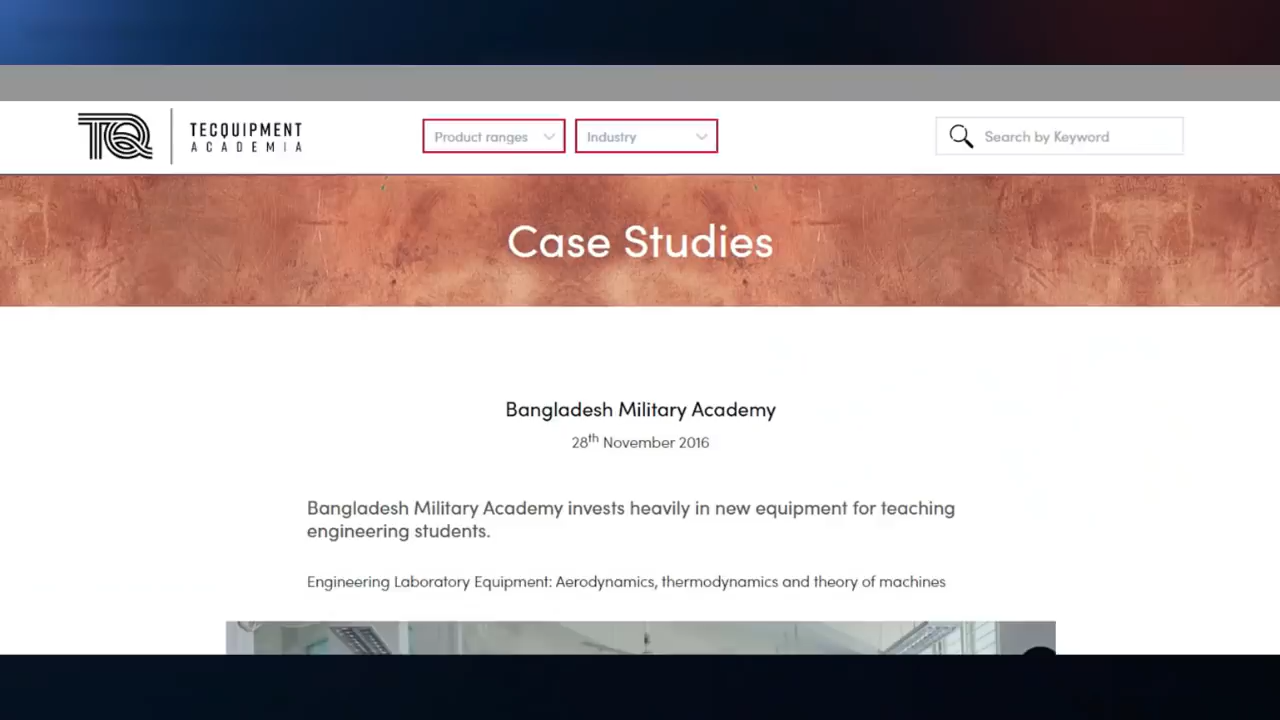 TQ
TECQUIPMENT
ACADEMIA
Product ranges
Industry
Search by Keyword
Case Studies
Bangladesh Military Academy
28th November 2016
Bangladesh Military Academy invests heavily in new equipment for teaching
engineering students.
Engineering Laboratory Equipment: Aerodynamics, thermodynamics and theory of machines